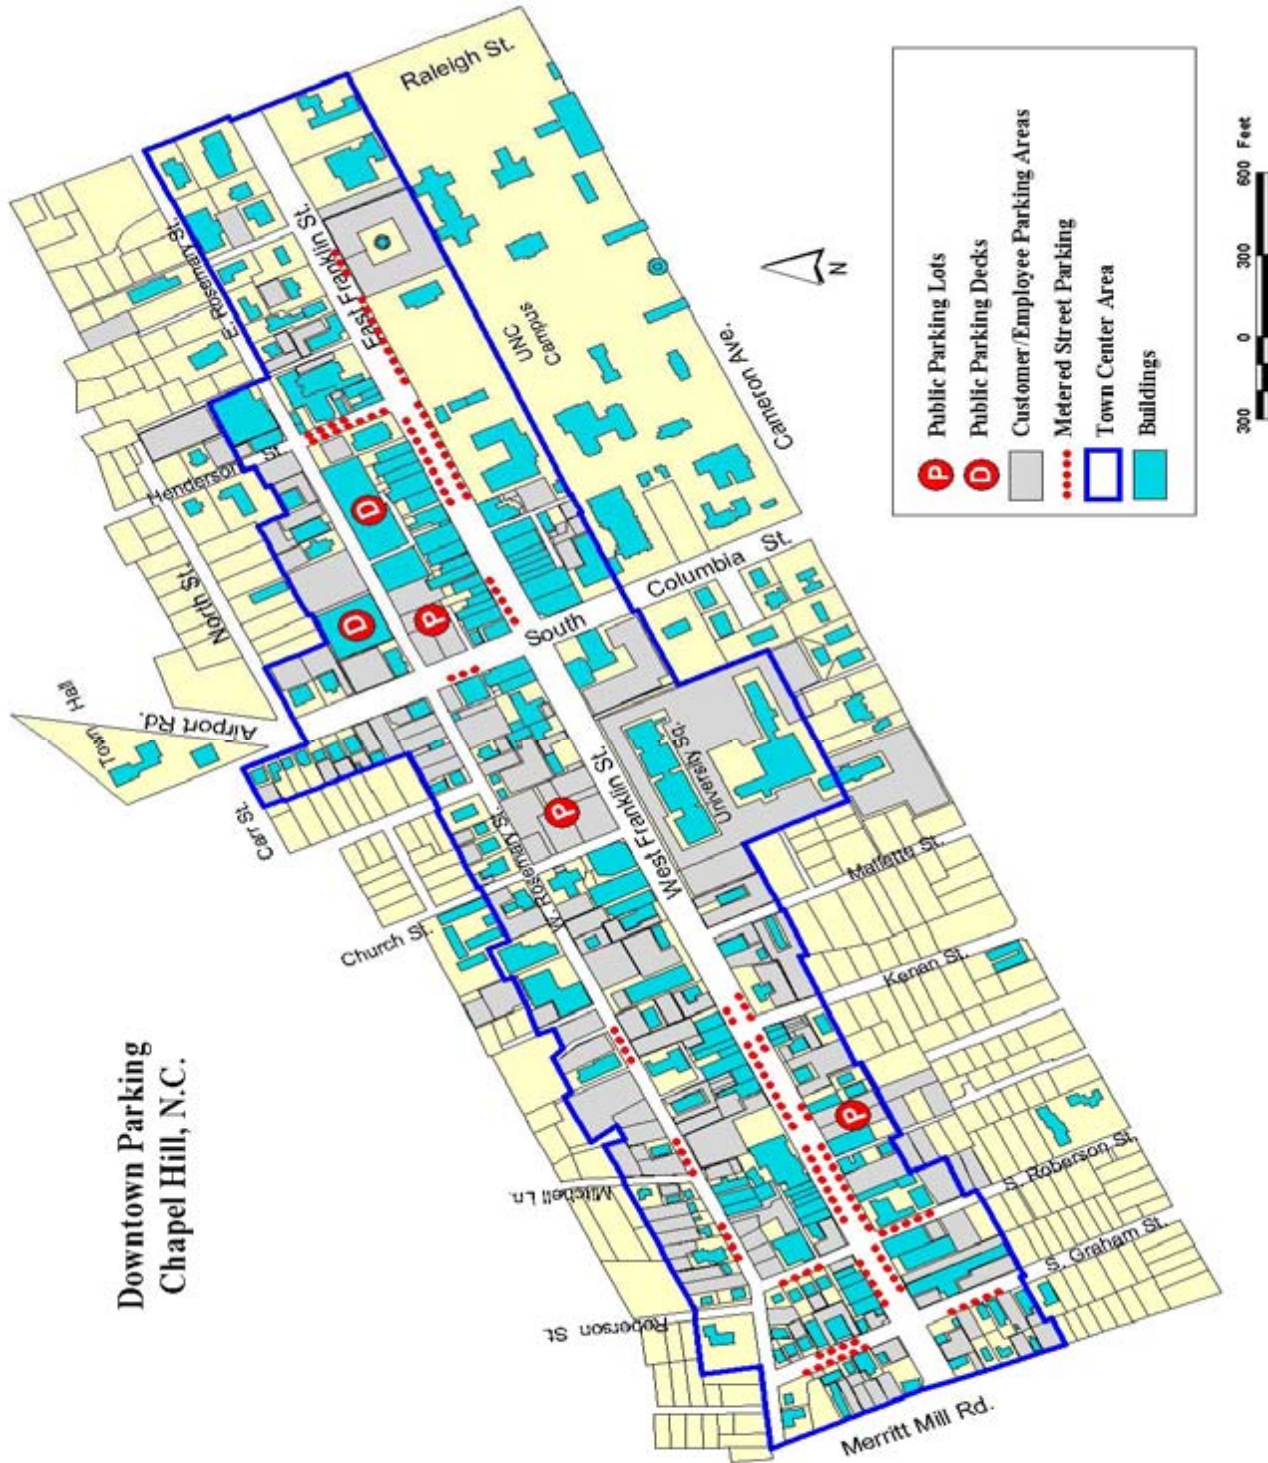 Downtown Parking
Chapel Hill, N.C.
Raleigh St.
E. Rosemary St.
East Franklin St.
UNC
Campus
Cameron Ave.
Henderson St.
North St.
Town Hall
Airport Rd.
D
D
P
South Columbia St.
Carr St.
Church St.
W. Rosemary St.
P
West Franklin St.
University Sq.
Mallette St.
Kenan St.
P
Mitchell Ln.
Roberson St.
S. Roberson St.
S. Graham St.
Merritt Mill Rd.
N
P Public Parking Lots
D Public Parking Decks
Customer/Employee Parking Areas
Metered Street Parking
Town Center Area
Buildings
300 0 300 600 Feet